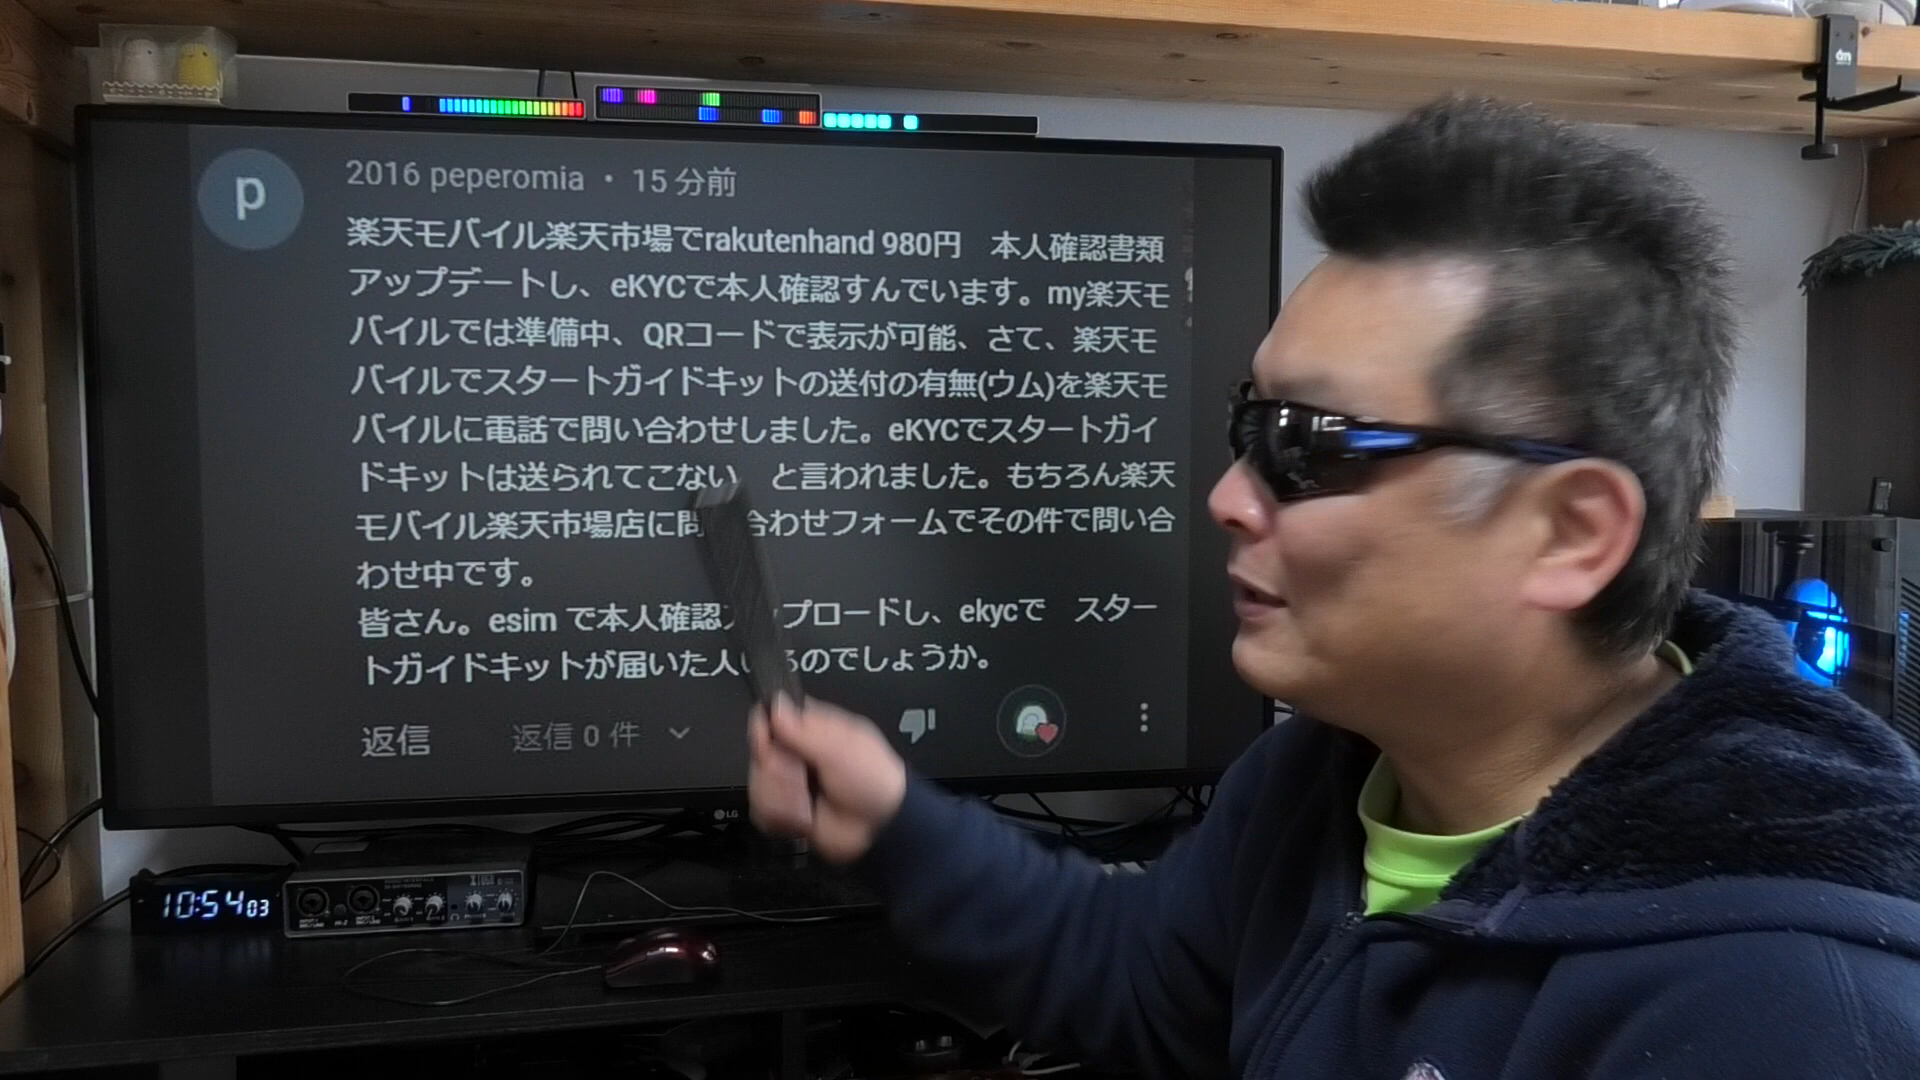 p
2016 peperomia・15 分前
楽天モバイル楽天市場でrakutenhand 980円　本人確認書類
アップデートし、eKYCで本人確認すんでいます。my楽天モ
バイルでは準備中、QRコードで表示が可能、さて、楽天モ
バイルでスタートガイドキットの送付の有無(ウム)を楽天モ
バイルに電話で問い合わせしました。eKYCでスタートガイ
ドキットは送られてこない　と言われました。もちろん楽天
モバイル楽天市場店に問 合わせフォームでその件で問い合
わせ中です。
皆さん。esim で本人確認 ップロードし、ekycで　スター
トガイドキットが届いた人 るのでしょうか。
返信 返信 0 件
LG
10:54 03
dm